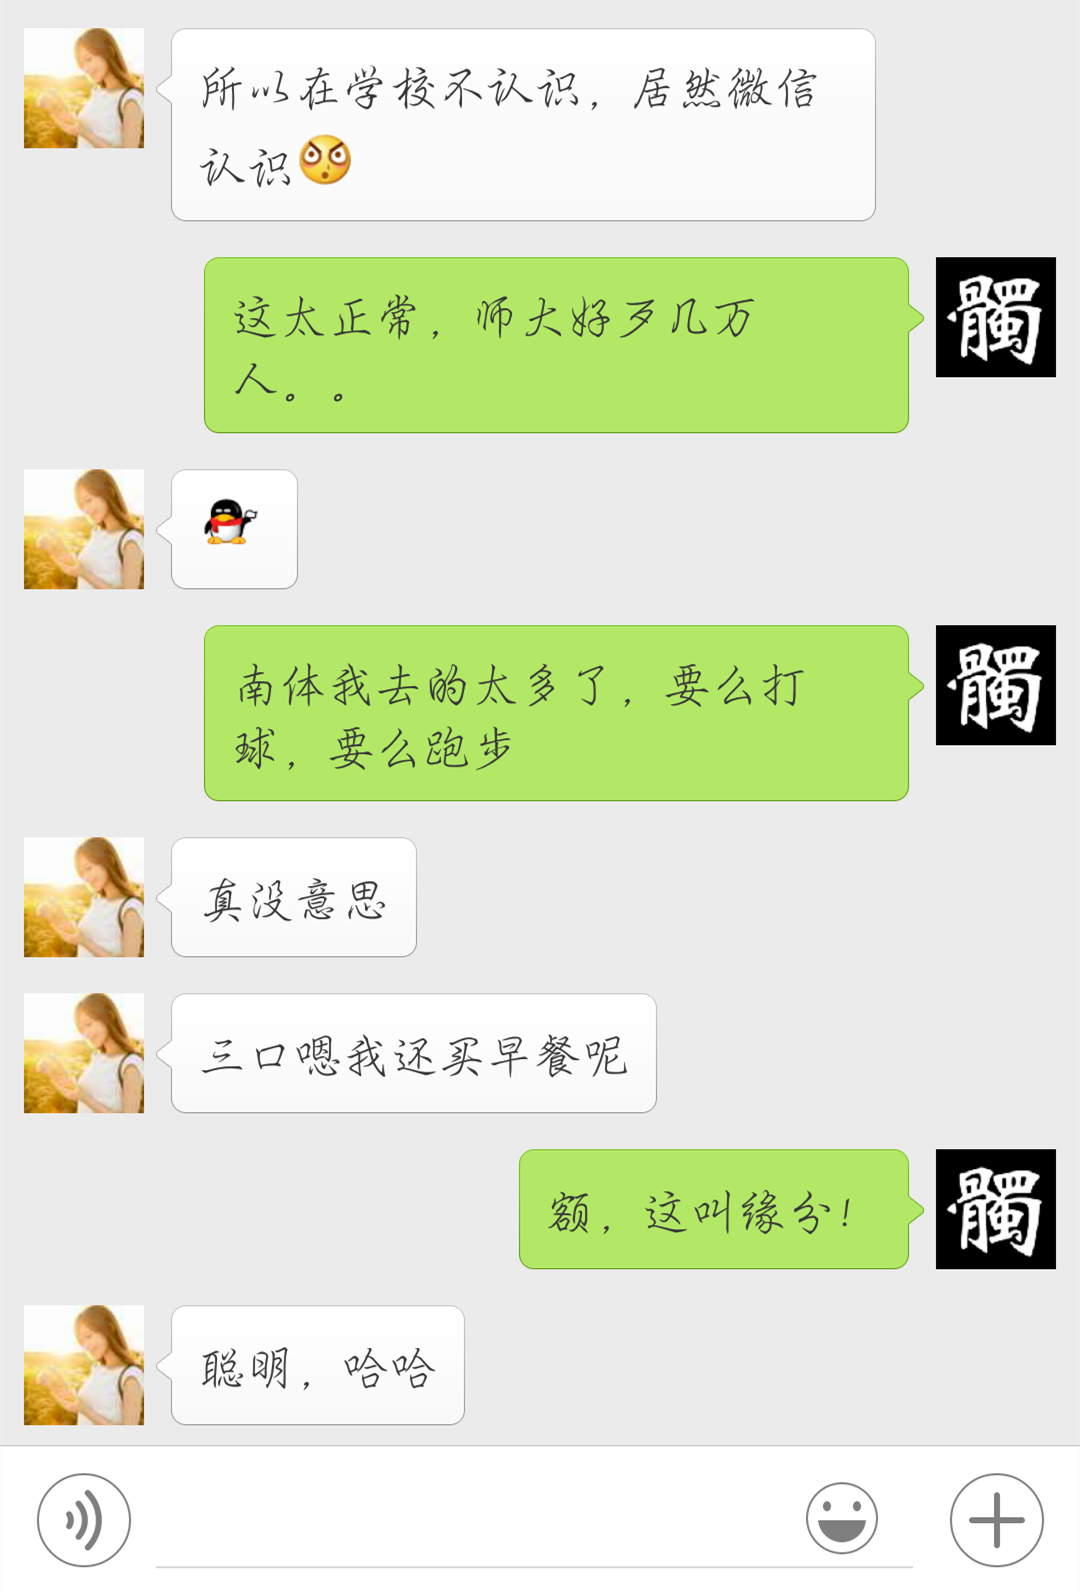 所以在学校不认识，居然微信
认识
髑
这太正常，师大好歹几万
人。。
髑
南体我去的太多了，要么打
球，要么跑步
真没意思
三口嗯我还买早餐呢
髑
额，这叫缘分！
聪明，哈哈